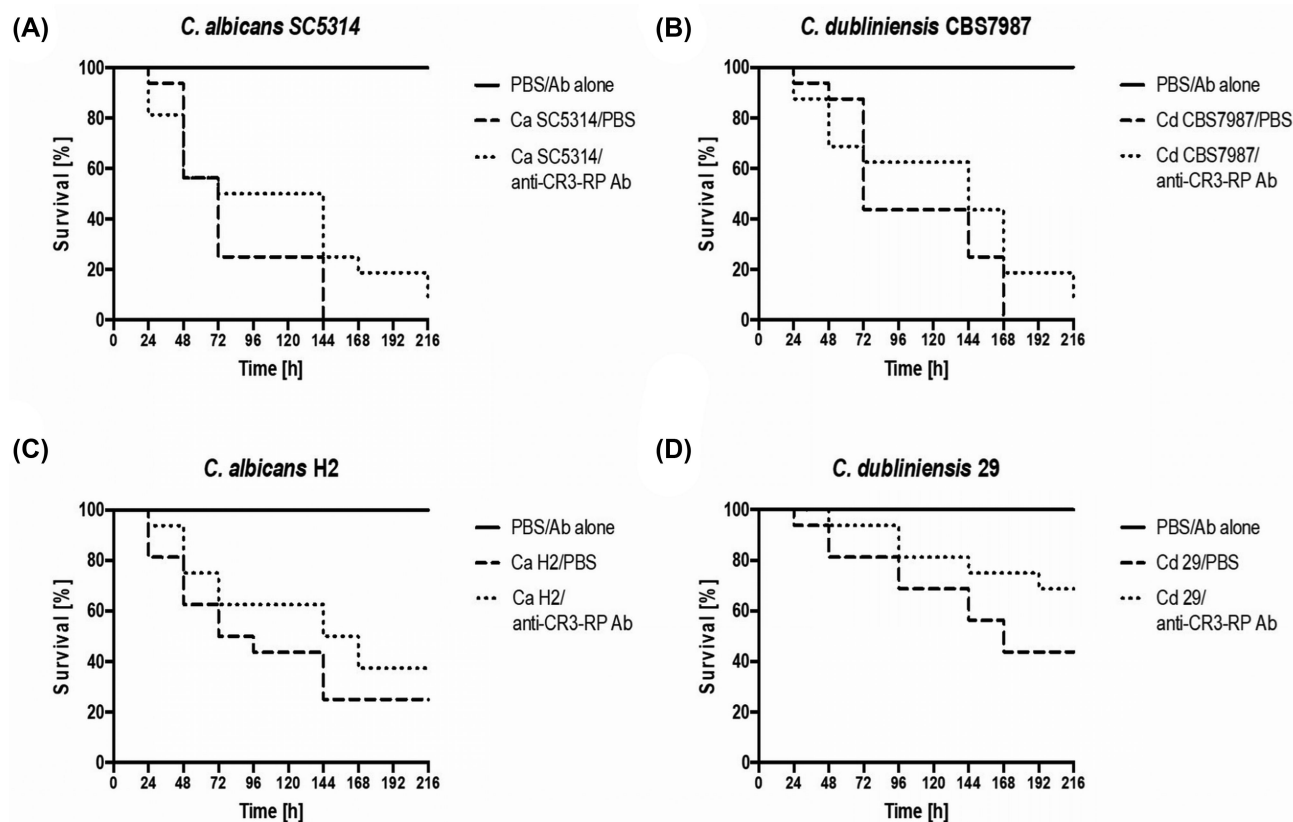 (A)
C. albicans SC5314
100
80
60
40
20
0
Survival [%]
0 24 48 72 96 120 144 168 192 216
Time [h]
PBS/Ab alone
Ca SC5314/PBS
Ca SC5314/
anti-CR3-RP Ab
(B)
C. dubliniensis CBS7987
100
80
60
40
20
0
Survival [%]
0 24 48 72 96 120 144 168 192 216
Time [h]
PBS/Ab alone
Cd CBS7987/PBS
Cd CBS7987/
anti-CR3-RP Ab
(C)
C. albicans H2
100
80
60
40
20
0
Survival [%]
0 24 48 72 96 120 144 168 192 216
Time [h]
PBS/Ab alone
Ca H2/PBS
Ca H2/
anti-CR3-RP Ab
(D)
C. dubliniensis 29
100
80
60
40
20
0
Survival [%]
0 24 48 72 96 120 144 168 192 216
Time [h]
PBS/Ab alone
Cd 29/PBS
Cd 29/
anti-CR3-RP Ab